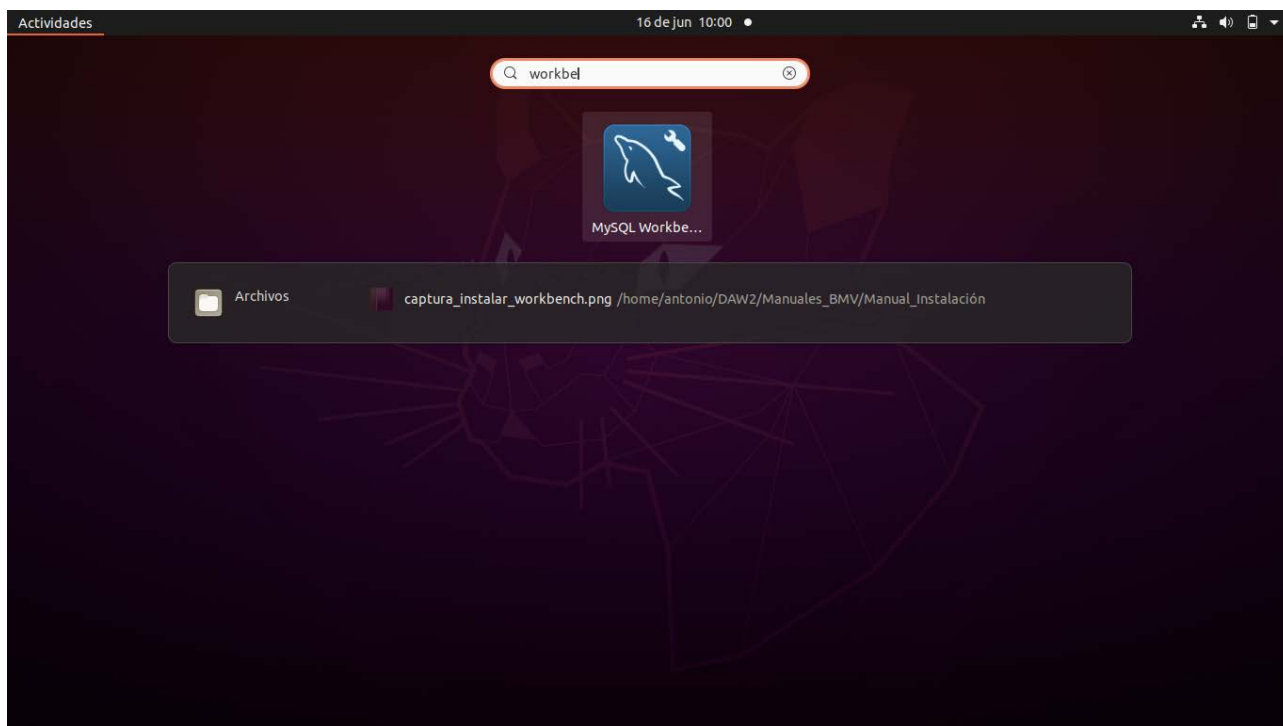 Actividades
16 de jun 10:00
workbe
MySQL Workbe...
Archivos
captura_instalar_workbench.png /home/antonio/DAW2/Manuales_BMV/Manual_Instalación